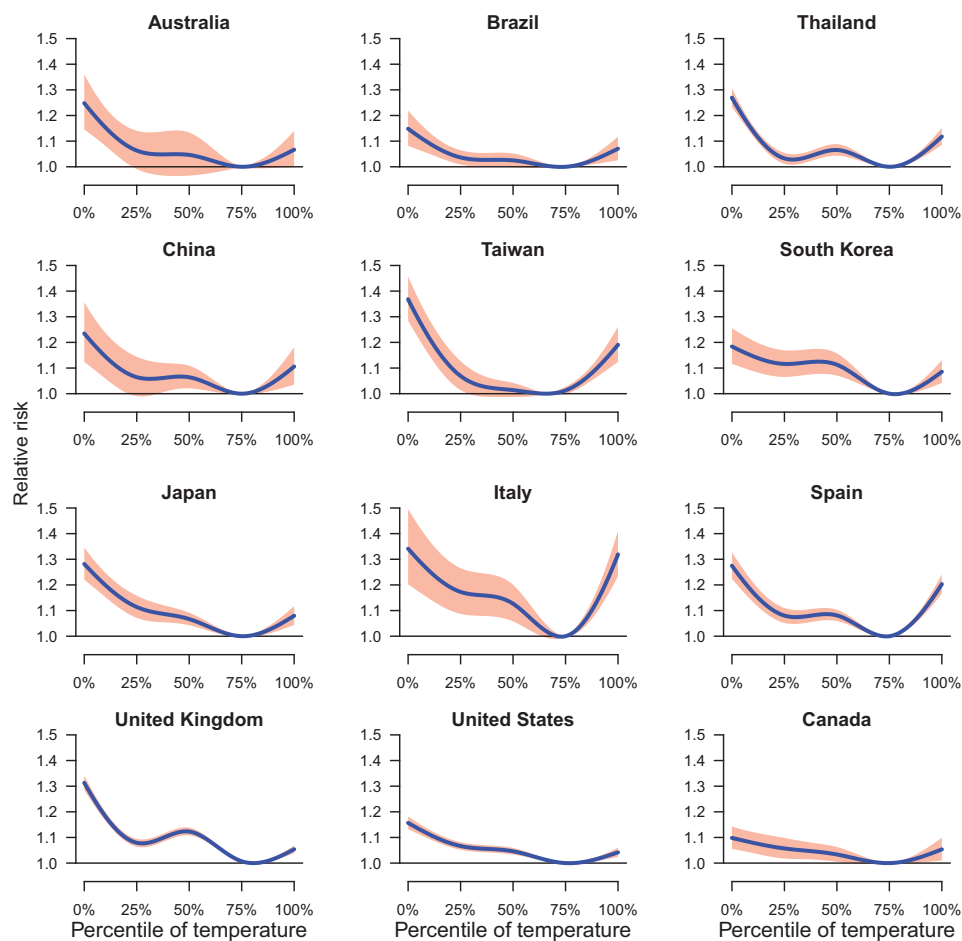 Relative risk
Australia
1.5
1.4
1.3
1.2
1.1
1.0
0% 25% 50% 75% 100%
Brazil
1.5
1.4
1.3
1.2
1.1
1.0
0% 25% 50% 75% 100%
Thailand
1.5
1.4
1.3
1.2
1.1
1.0
0% 25% 50% 75% 100%
China
1.5
1.4
1.3
1.2
1.1
1.0
0% 25% 50% 75% 100%
Taiwan
1.5
1.4
1.3
1.2
1.1
1.0
0% 25% 50% 75% 100%
South Korea
1.5
1.4
1.3
1.2
1.1
1.0
0% 25% 50% 75% 100%
Japan
1.5
1.4
1.3
1.2
1.1
1.0
0% 25% 50% 75% 100%
Italy
1.5
1.4
1.3
1.2
1.1
1.0
0% 25% 50% 75% 100%
Spain
1.5
1.4
1.3
1.2
1.1
1.0
0% 25% 50% 75% 100%
United Kingdom
1.5
1.4
1.3
1.2
1.1
1.0
0% 25% 50% 75% 100%
Percentile of temperature
United States
1.5
1.4
1.3
1.2
1.1
1.0
0% 25% 50% 75% 100%
Percentile of temperature
Canada
1.5
1.4
1.3
1.2
1.1
1.0
0% 25% 50% 75% 100%
Percentile of temperature